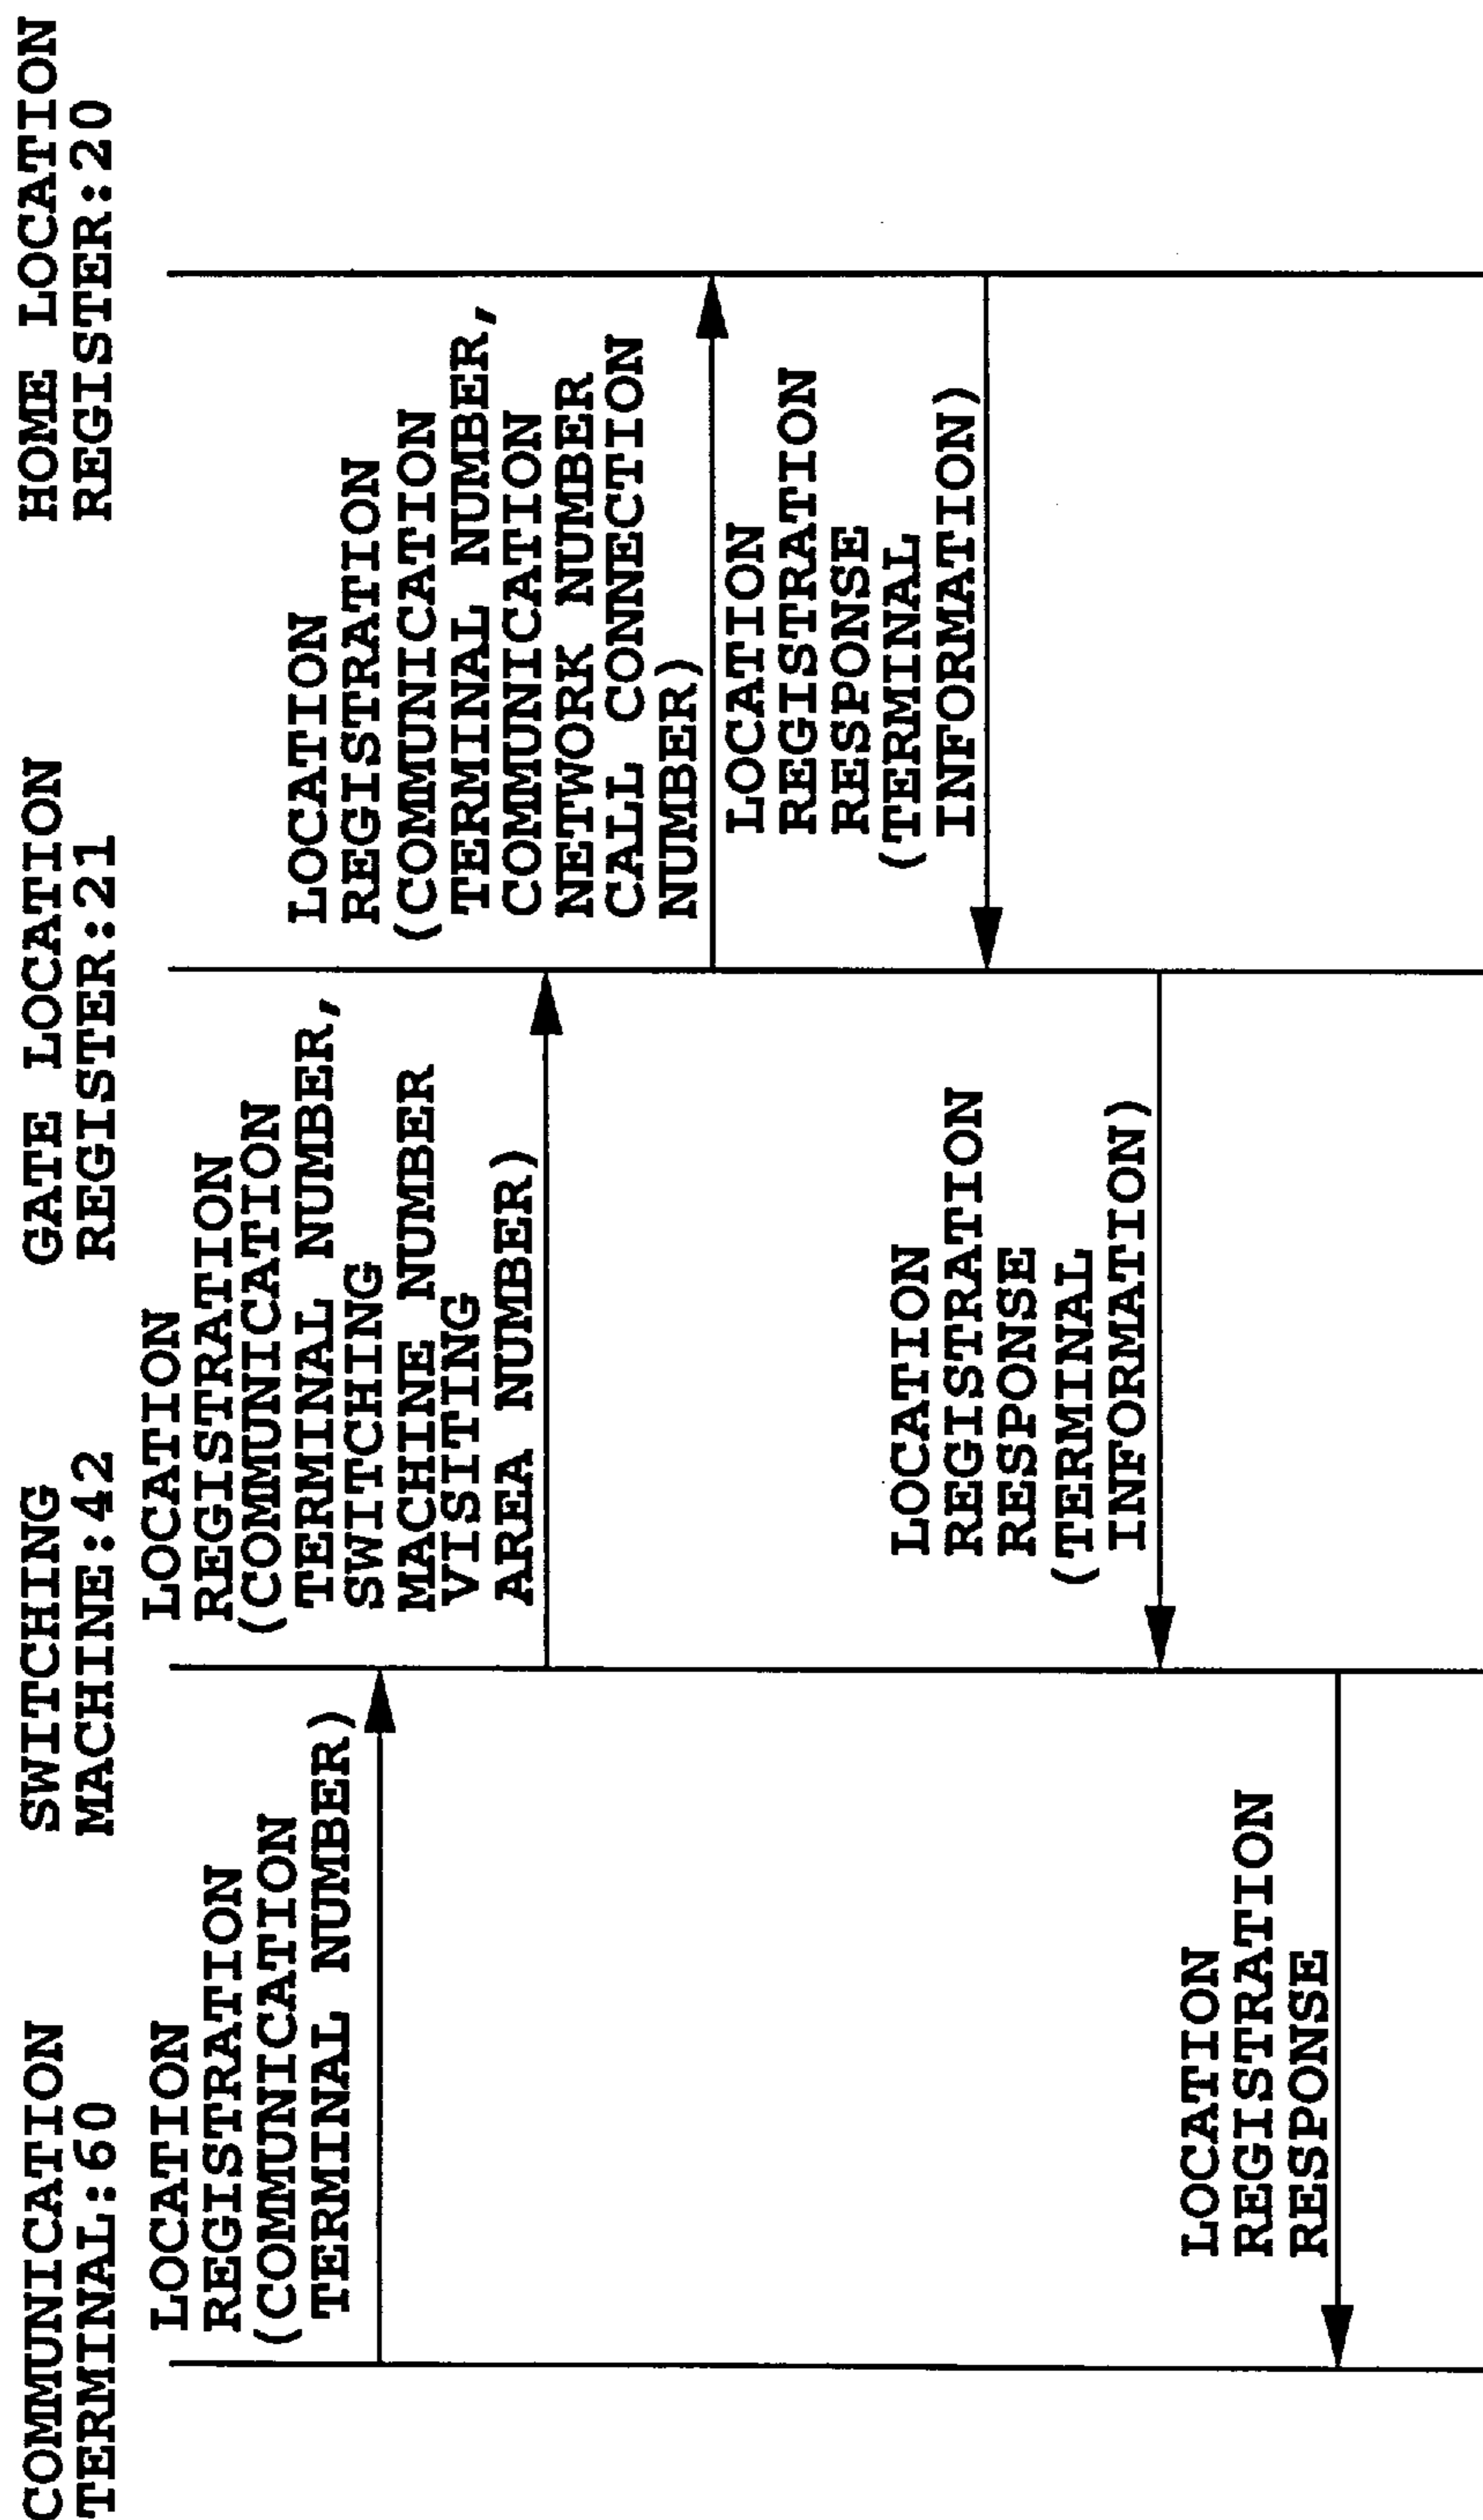 COMMUNICATION
TERMINAL:60
SWITCHING
MACHINE:42
GATE LOCATION
REGISTER:21
HOME LOCATION
REGISTER:20
LOCATION
REGISTRATION
(COMMUNICATION
TERMINAL NUMBER)
LOCATION
REGISTRATION
(COMMUNICATION
TERMINAL NUMBER,
SWITCHING
MACHINE NUMBER
VISITING
AREA NUMBER)
LOCATION
REGISTRATION
(COMMUNICATION
TERMINAL NUMBER,
COMMUNICATION
NETWORK NUMBER
CALL CONNECTION
NUMBER)
LOCATION
REGISTRATION
RESPONSE
(TERMINAL
INFORMATION)
LOCATION
REGISTRATION
RESPONSE
(TERMINAL
INFORMATION)
LOCATION
REGISTRATION
RESPONSE